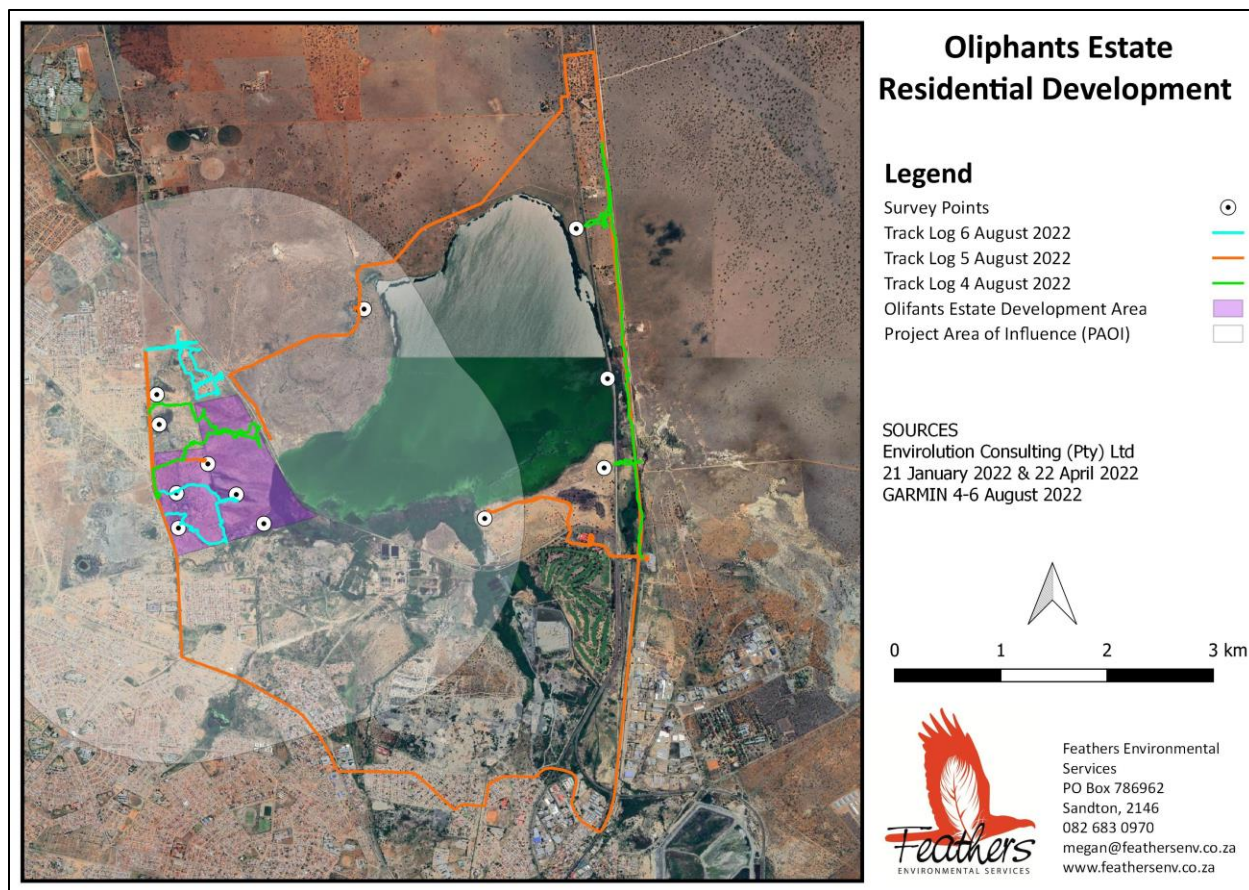 Oliphants Estate
Residential Development
Legend
Survey Points
Track Log 6 August 2022
Track Log 5 August 2022
Track Log 4 August 2022
Olifants Estate Development Area
Project Area of Influence (PAOI)
SOURCES
Envirolution Consulting (Pty) Ltd
21 January 2022 & 22 April 2022
GARMIN 4-6 August 2022
0 1 2 3 km
Feathers
ENVIRONMENTAL SERVICES
Feathers Environmental
Services
PO Box 786962
Sandton, 2146
082 683 0970
megan@feathersenv.co.za
www.feathersenv.co.za